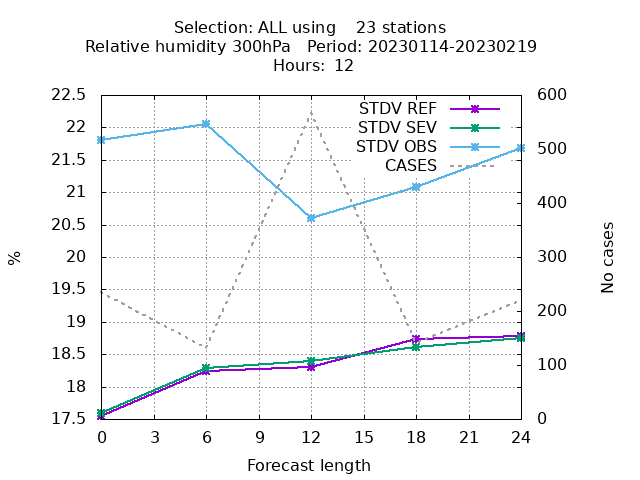 Selection: ALL using    23 stations
Relative humidity 300hPa   Period: 20230114-20230219
Hours:  12
STDV REF
STDV SEV
STDV OBS
CASES
22.5
22
21.5
21
20.5
20
19.5
19
18.5
18
17.5
600
500
400
300
200
100
0
%
No cases
0 3 6 9 12 15 18 21 24
Forecast length